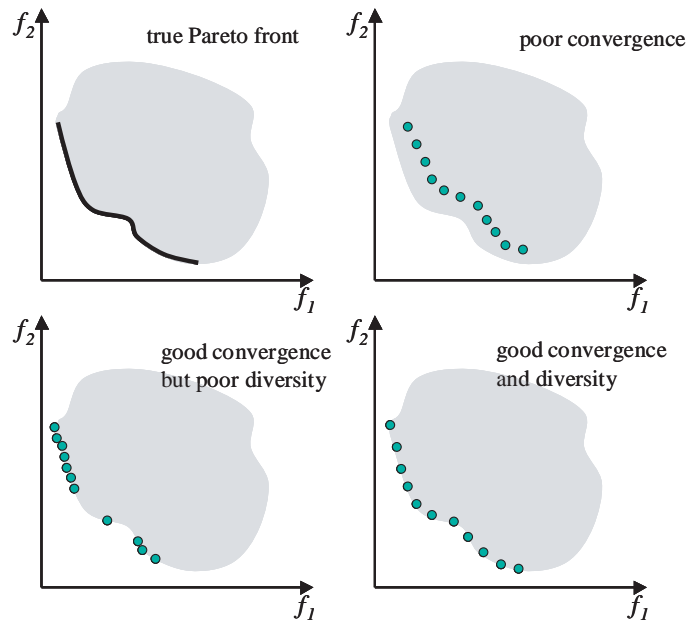 f2
true Pareto front
f1
f2
poor convergence
f1
f2
good convergence
but poor diversity
f1
f2
good convergence
and diversity
f1